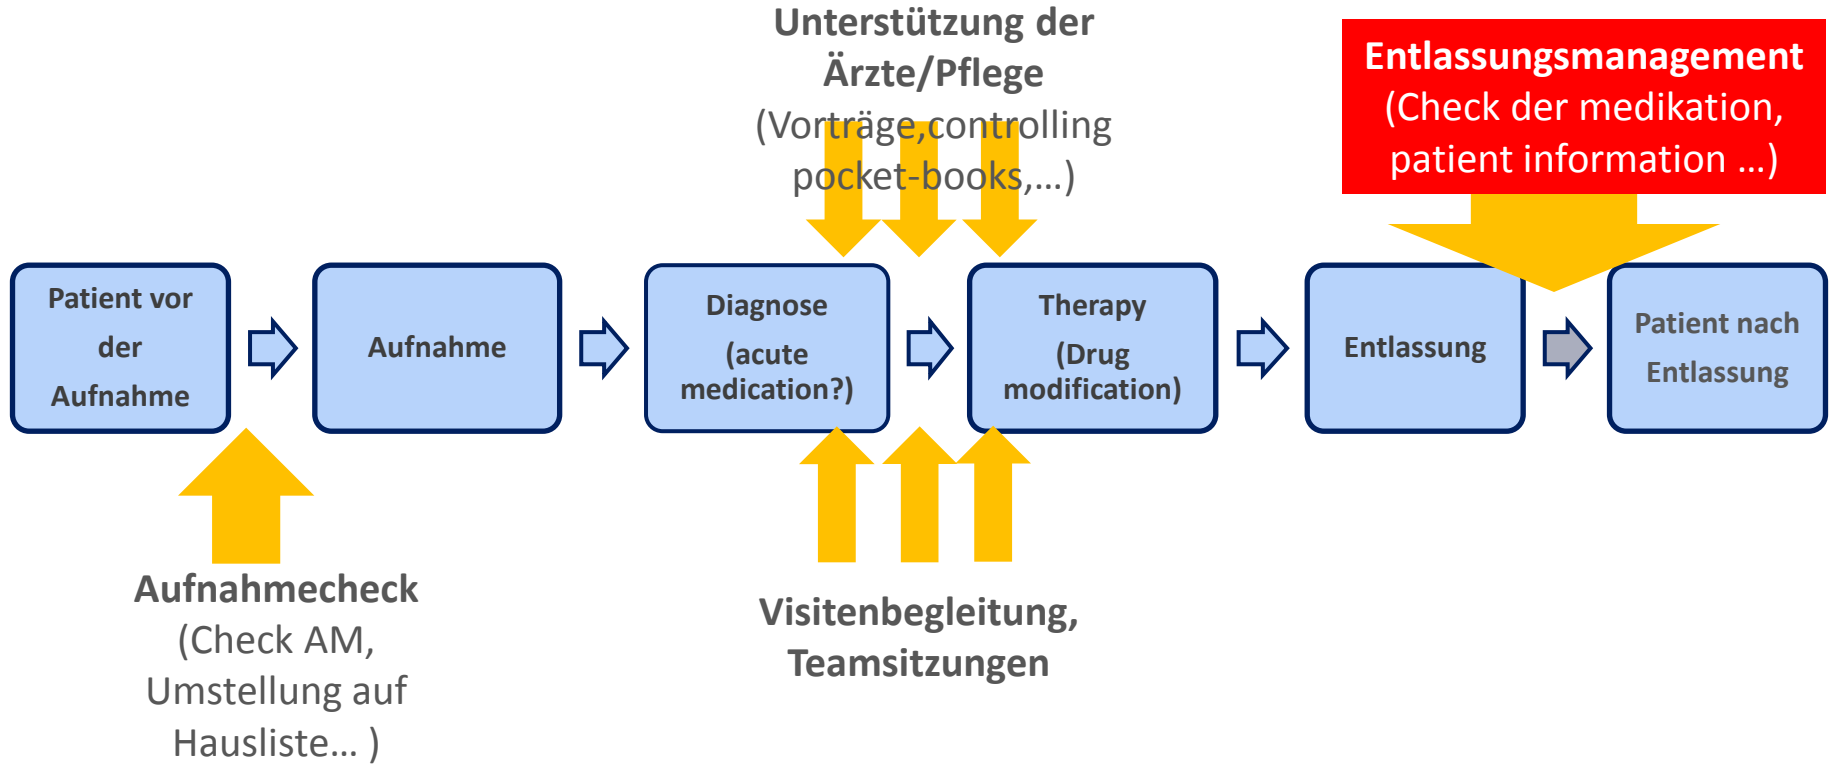 Unterstützung der
Ärzte/Pflege
(Vorträge,controlling
pocket-books,…)
Entlassungsmanagement
(Check der medikation,
patient information …)
Patient vor
der
Aufnahme
Aufnahme
Diagnose
(acute
medication?)
Therapy
(Drug
modification)
Entlassung
Patient nach
Entlassung
Aufnahmecheck
(Check AM,
Umstellung auf
Hausliste… )
Visitenbegleitung,
Teamsitzungen